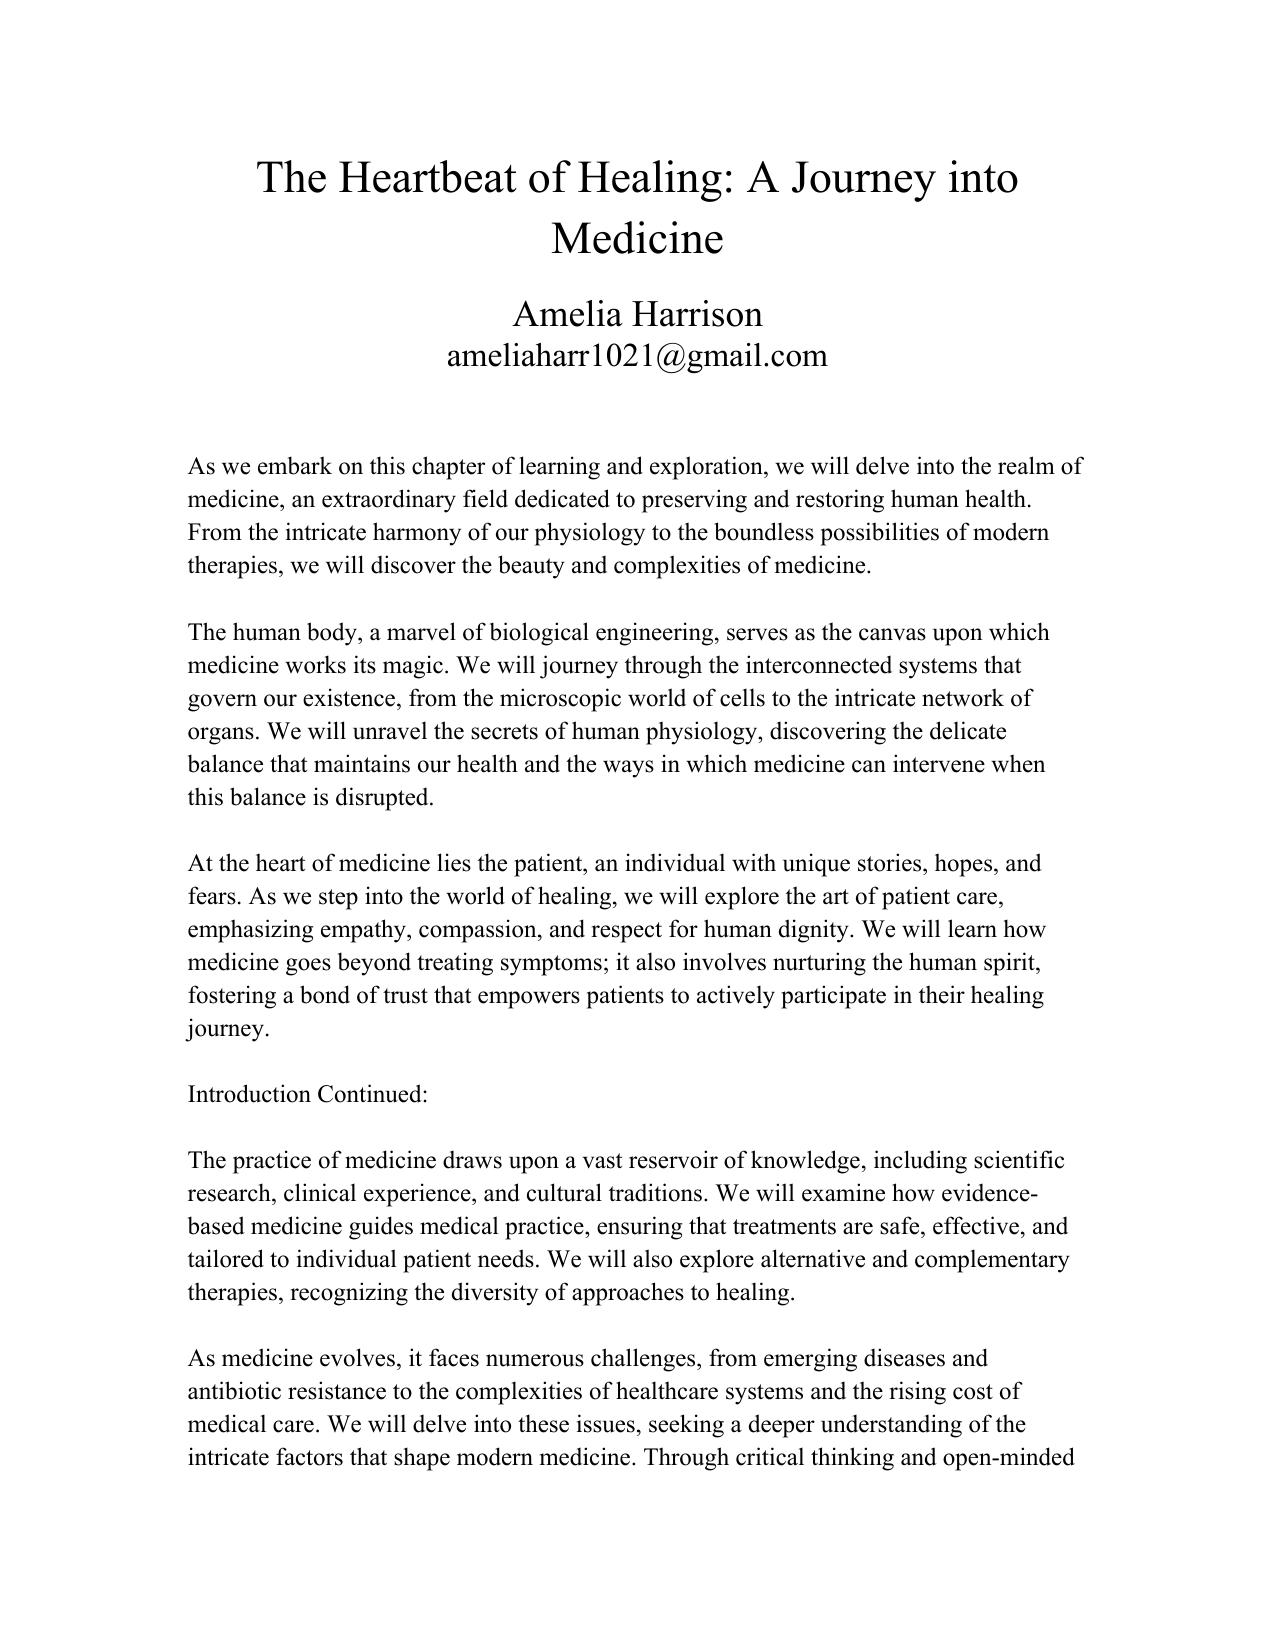 The Heartbeat of Healing: A Journey into
Medicine
Amelia Harrison
ameliaharr1021@gmail.com
As we embark on this chapter of learning and exploration, we will delve into the realm of
medicine, an extraordinary field dedicated to preserving and restoring human health.
From the intricate harmony of our physiology to the boundless possibilities of modern
therapies, we will discover the beauty and complexities of medicine.
The human body, a marvel of biological engineering, serves as the canvas upon which
medicine works its magic. We will journey through the interconnected systems that
govern our existence, from the microscopic world of cells to the intricate network of
organs. We will unravel the secrets of human physiology, discovering the delicate
balance that maintains our health and the ways in which medicine can intervene when
this balance is disrupted.
At the heart of medicine lies the patient, an individual with unique stories, hopes, and
fears. As we step into the world of healing, we will explore the art of patient care,
emphasizing empathy, compassion, and respect for human dignity. We will learn how
medicine goes beyond treating symptoms; it also involves nurturing the human spirit,
fostering a bond of trust that empowers patients to actively participate in their healing
journey.
Introduction Continued:
The practice of medicine draws upon a vast reservoir of knowledge, including scientific
research, clinical experience, and cultural traditions. We will examine how evidence-
based medicine guides medical practice, ensuring that treatments are safe, effective, and
tailored to individual patient needs. We will also explore alternative and complementary
therapies, recognizing the diversity of approaches to healing.
As medicine evolves, it faces numerous challenges, from emerging diseases and
antibiotic resistance to the complexities of healthcare systems and the rising cost of
medical care. We will delve into these issues, seeking a deeper understanding of the
intricate factors that shape modern medicine. Through critical thinking and open-minded